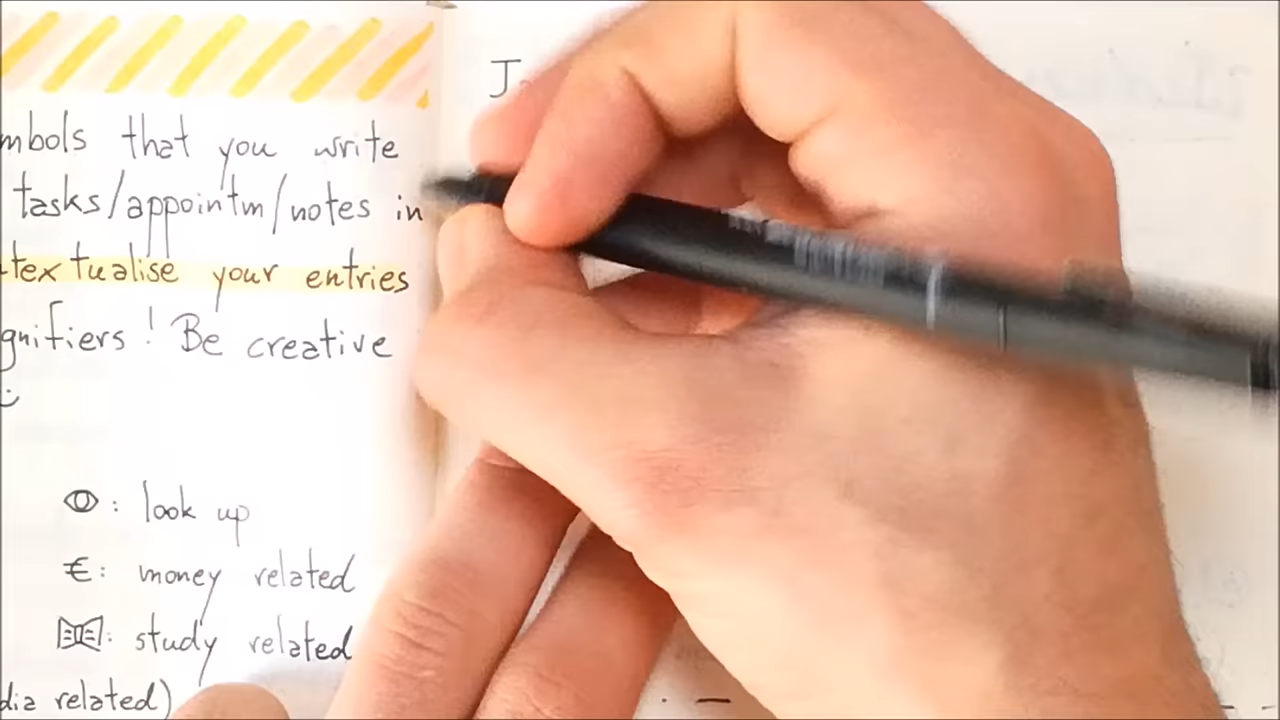 mbols that you write
tasks/appointm/notes in
textualise your entries
gnifiers! Be creative
: look up
€: money related
: study related
dia related)
Ja